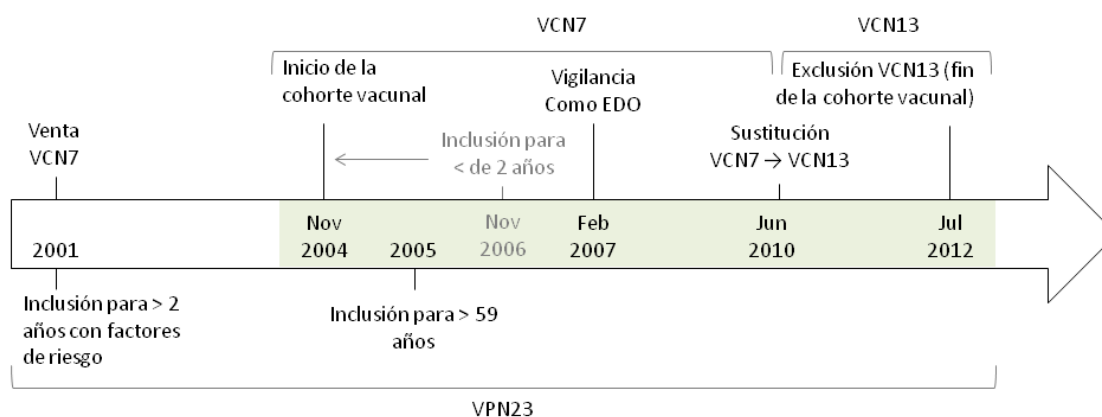 VCN7
VCN13
Inicio de la
cohorte vacunal
Vigilancia
Como EDO
Exclusión VCN13 (fin
de la cohorte vacunal)
Venta
VCN7
Inclusión para
< de 2 años
Sustitución
VCN7 → VCN13
2001
Nov
2004
2005
Nov
2006
Feb
2007
Jun
2010
Jul
2012
Inclusión para > 2
años con factores
de riesgo
Inclusión para > 59
años
VPN23